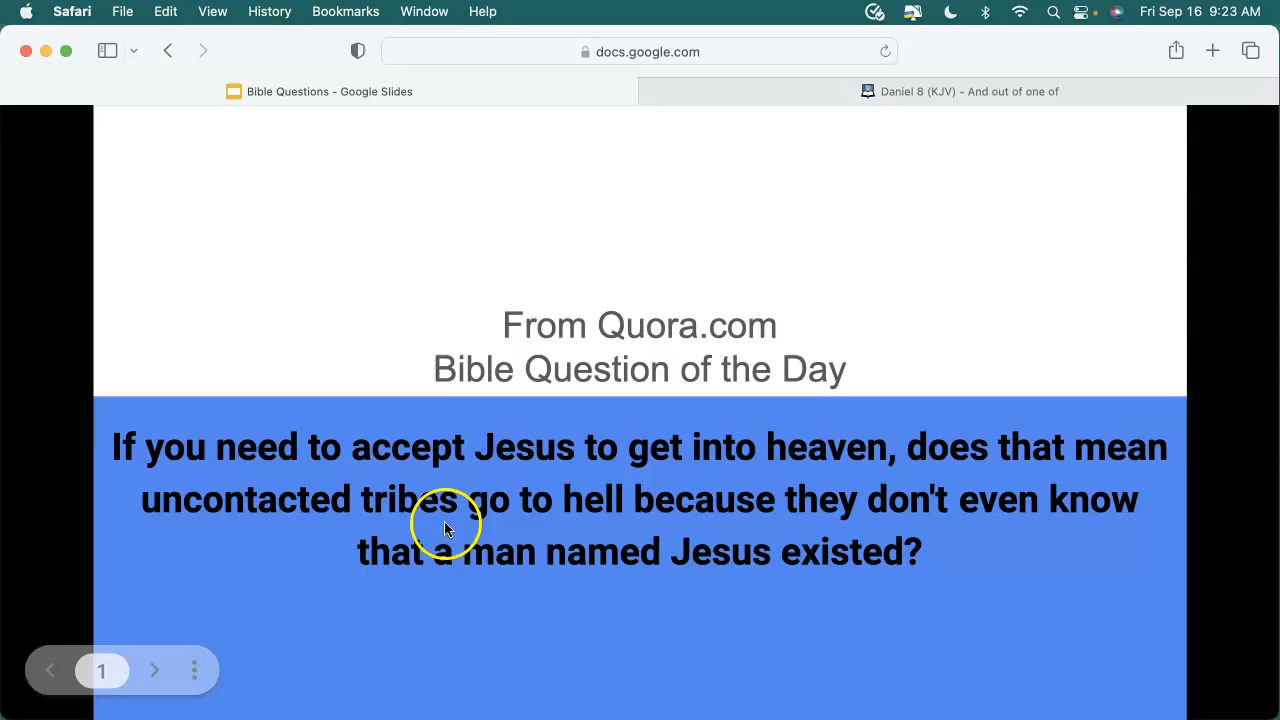 Safari File Edit View History Bookmarks Window Help Fri Sep 16 9:23 AM
docs.google.com
Bible Questions - Google Slides Daniel 8 (KJV) - And out of one of
From Quora.com
Bible Question of the Day
If you need to accept Jesus to get into heaven, does that mean
uncontacted tribes go to hell because they don't even know
that a man named Jesus existed?
1